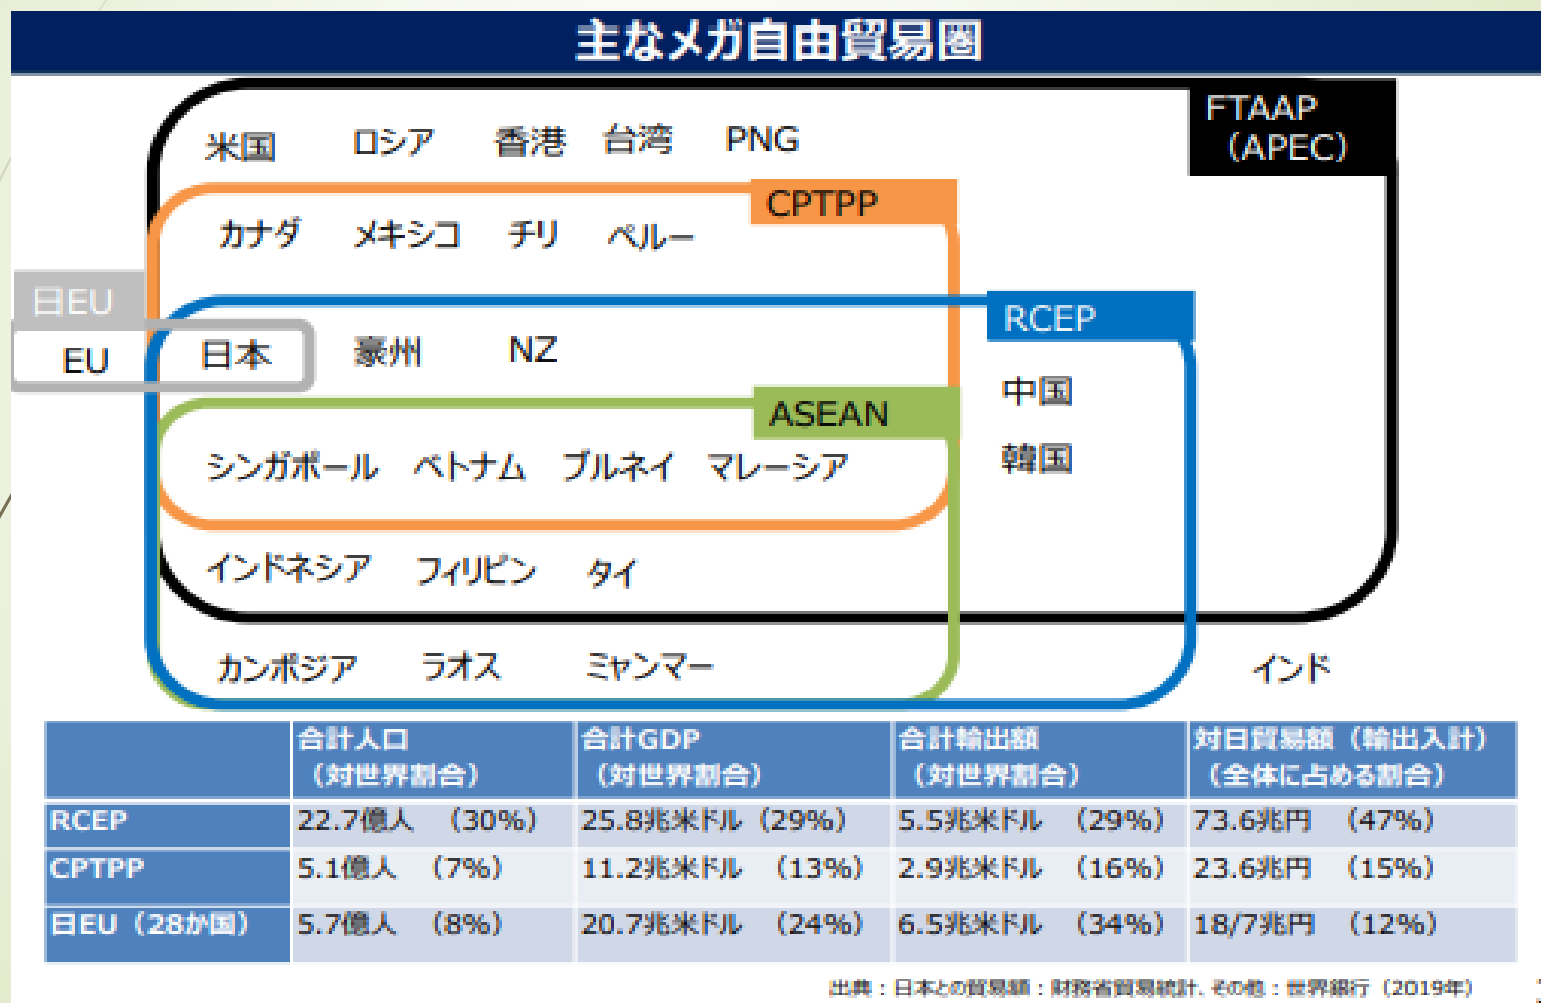 主なメガ自由貿易圏
FTAAP
（APEC）
米国 ロシア 香港 台湾 PNG
CPTPP
カナダ メキシコ チリ ペルー
日EU
RCEP
EU 日本 豪州 NZ
中国
ASEAN
韓国
シンガポール ベトナム ブルネイ マレーシア
インドネシア フィリピン タイ
カンボジア ラオス ミャンマー インド
合計人口 合計GDP 合計輸出額 対日貿易額（輸出入計）
（対世界割合） （対世界割合） （対世界割合） （全体に占める割合）
RCEP 22.7億人 （30%） 25.8兆米ドル（29%） 5.5兆米ドル （29%） 73.6兆円 （47%）
CPTPP 5.1億人 （7%） 11.2兆米ドル （13%） 2.9兆米ドル （16%） 23.6兆円 （15%）
日EU（28か国） 5.7億人 （8%） 20.7兆米ドル （24%） 6.5兆米ドル （34%） 18/7兆円 （12%）
出典：日本との貿易額：財務省貿易統計、その他：世界銀行（2019年）